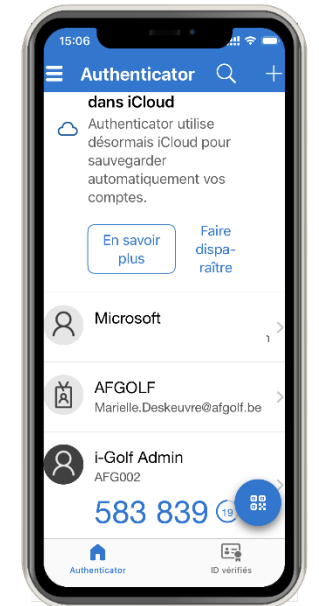 15:06
Authenticator
dans iCloud
Authenticator utilise
désormais iCloud pour
sauvegarder
automatiquement vos
comptes.
En savoir
plus
Faire
dispa-
raître
Microsoft
AFGOLF
Marielle.Deskeuvre@afgolf.be
i-Golf Admin
AFG002
583 839
19
Authenticator
ID vérifiés